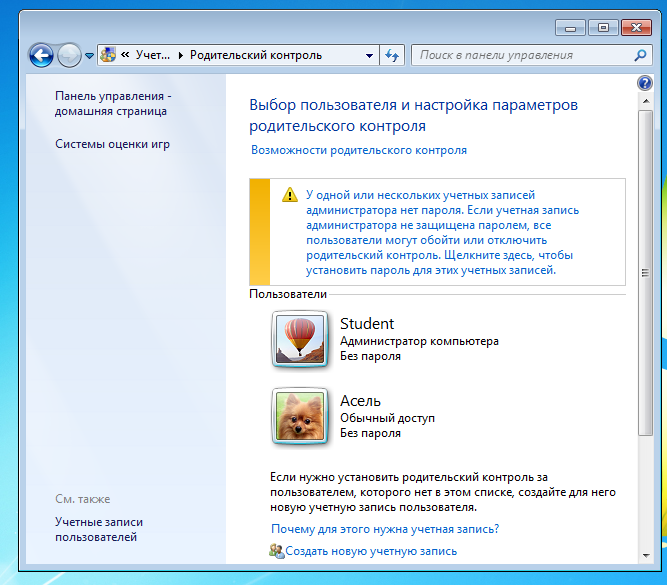 « Учет... ▸ Родительский контроль
Поиск в панели управления
Панель управления -
домашняя страница
Системы оценки игр
Выбор пользователя и настройка параметров
родительского контроля
Возможности родительского контроля
У одной или нескольких учетных записей
администратора нет пароля. Если учетная запись
администратора не защищена паролем, все
пользователи могут обойти или отключить
родительский контроль. Щелкните здесь, чтобы
установить пароль для этих учетных записей.
Пользователи
Student
Администратор компьютера
Без пароля
Асель
Обычный доступ
Без пароля
Если нужно установить родительский контроль за
пользователем, которого нет в этом списке, создайте для него
новую учетную запись пользователя.
Почему для этого нужна учетная запись?
Создать новую учетную запись
См. также
Учетные записи
пользователей